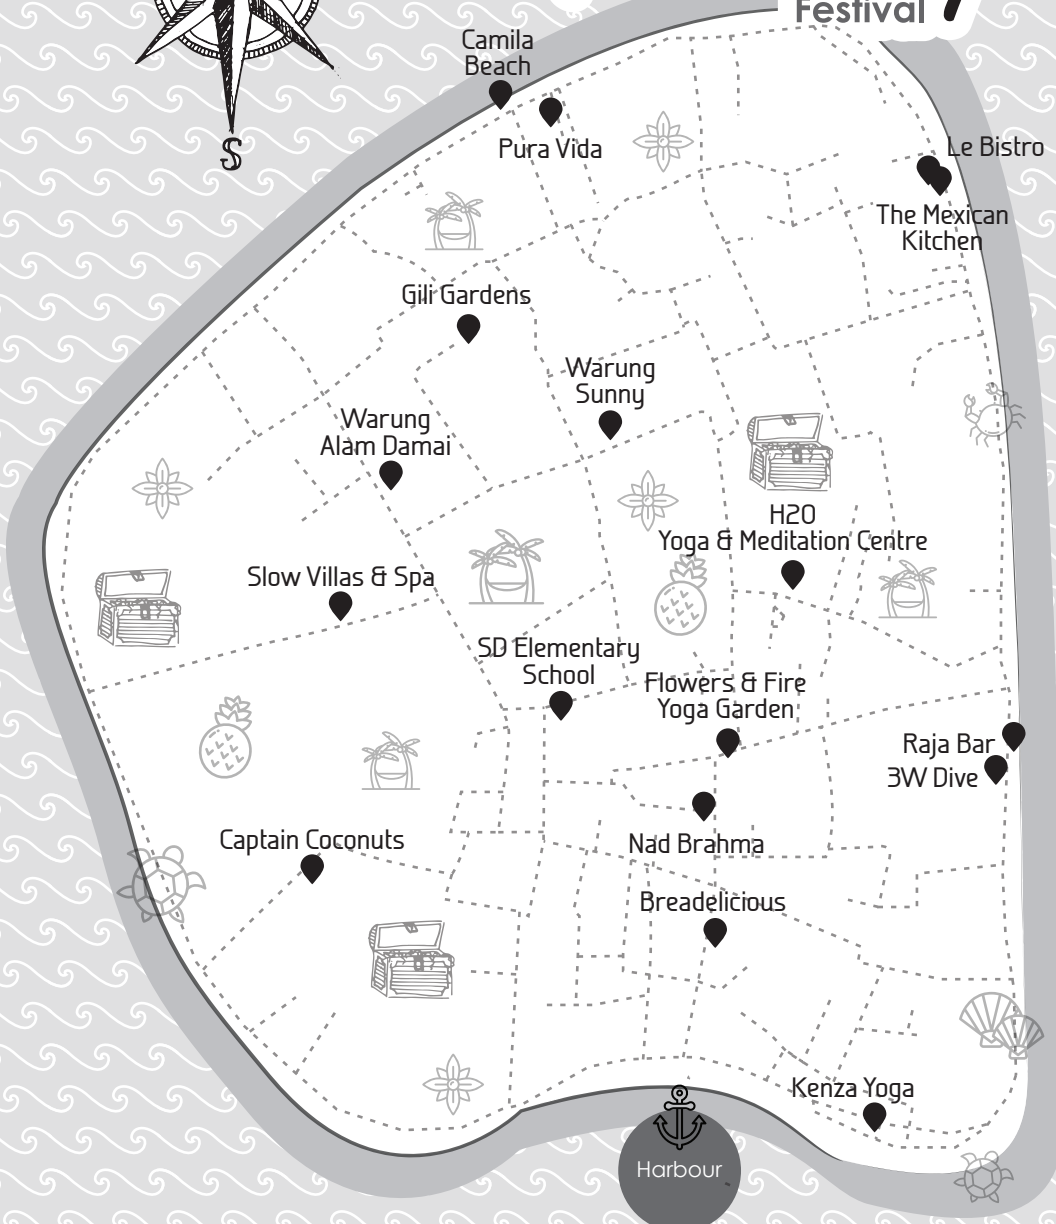 Festival
S
Camila
Beach
Pura Vida
Le Bistro
The Mexican
Kitchen
Gili Gardens
Warung
Sunny
Warung
Alam Damai
H2O
Yoga & Meditation Centre
Slow Villas & Spa
SD Elementary
School
Flowers & Fire
Yoga Garden
Raja Bar
3W Dive
Captain Coconuts
Nad Brahma
Breadelicious
Kenza Yoga
Harbour